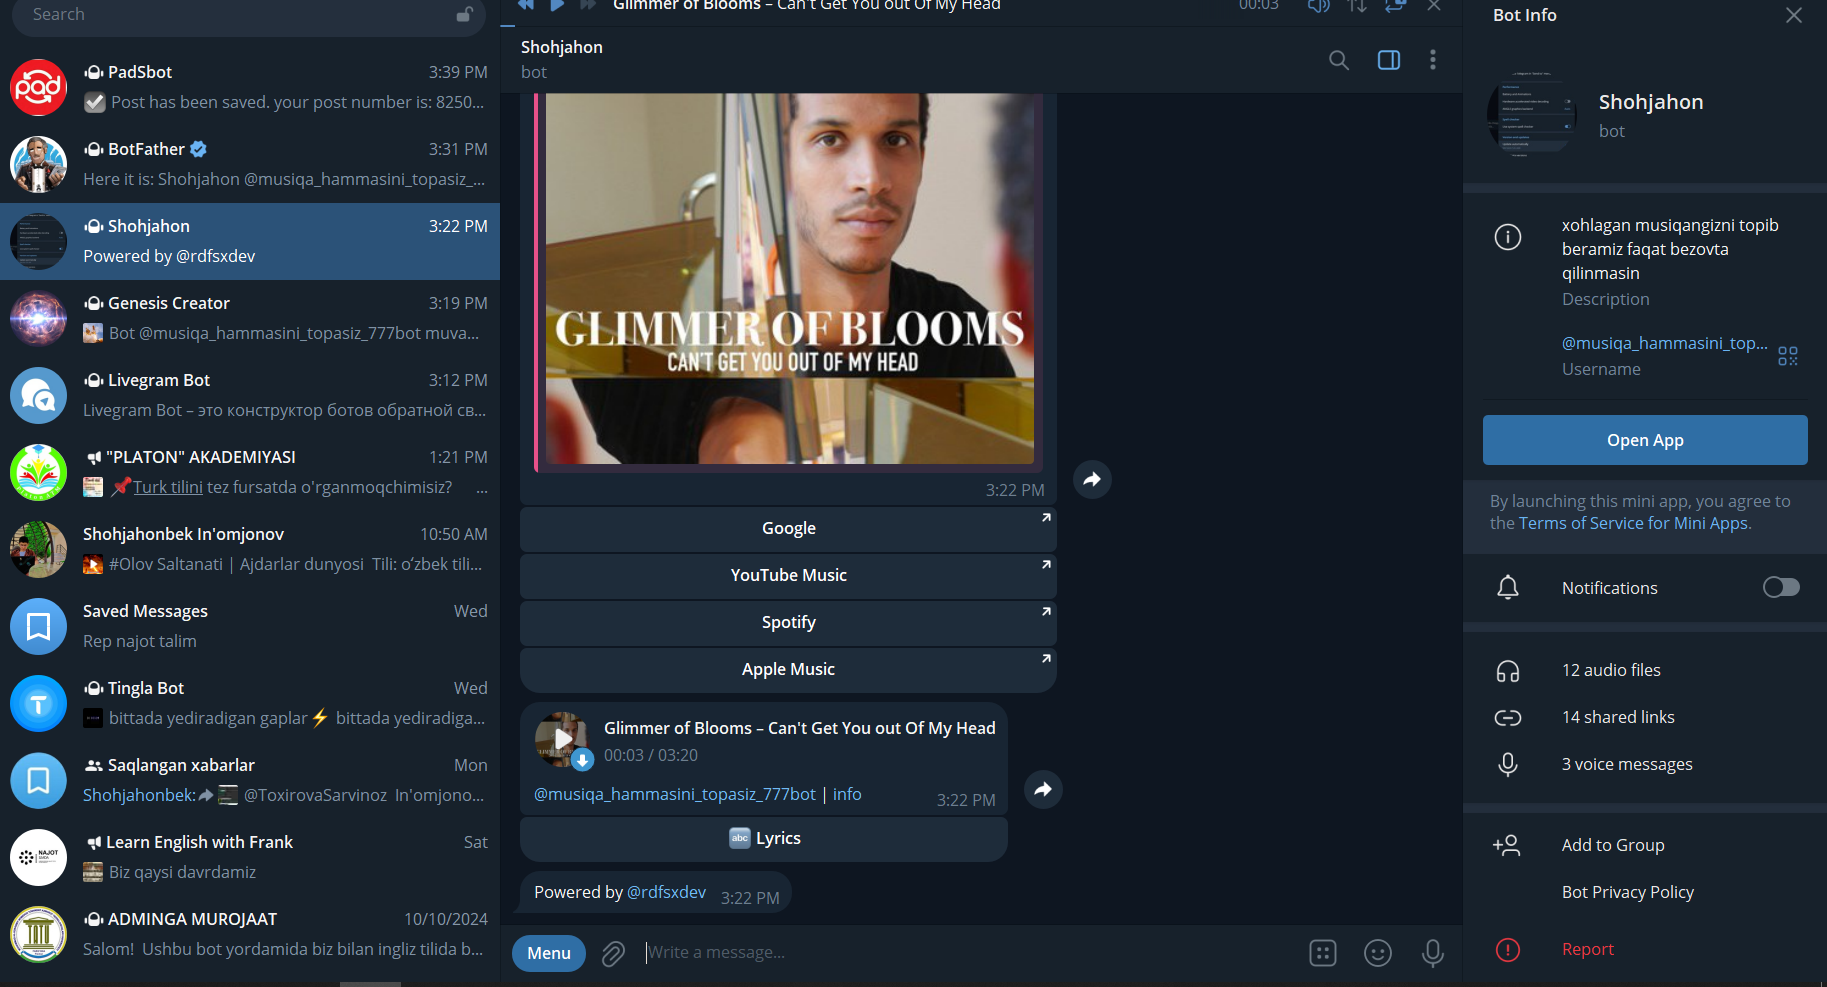 Search
PadSbot 3:39 PM
Post has been saved. your post number is: 8250...
BotFather 3:31 PM
Here it is: Shohjahon @musiqa_hammasini_topasiz_...
Shohjahon 3:22 PM
Powered by @rdfsxdev
Genesis Creator 3:19 PM
Bot @musiqa_hammasini_topasiz_777bot muva...
Livegram Bot 3:12 PM
Livegram Bot – это конструктор ботов обратной св...
"PLATON" AKADEMIYASI 1:21 PM
Turk tilini tez fursatda o'rganmoqchimisiz? ...
Shohjahonbek In'omjonov 10:50 AM
#Olov Saltanati | Ajdarlar dunyosi Tili: oʻzbek tili...
Saved Messages Wed
Rep najot talim
Tingla Bot Wed
bittada yediradigan gaplar⚡ bittada yediradiga...
Saqlangan xabarlar Mon
Shohjahonbek: @ToxirovaSarvinoz In'omjono...
Learn English with Frank Sat
Biz qaysi davrdamiz
ADMINGA MUROJAAT 10/10/2024
Salom! Ushbu bot yordamida biz bilan ingliz tilida b...
pad
NAJOT
Glimmer of Blooms – Can't Get You out Of My Head 00:03
Shohjahon
bot
GLIMMER OF BLOOMS
CAN'T GET YOU OUT OF MY HEAD
3:22 PM
Google
YouTube Music
Spotify
Apple Music
Glimmer of Blooms – Can't Get You out Of My Head
00:03 / 03:20
@musiqa_hammasini_topasiz_777bot | info
3:22 PM
abc Lyrics
Powered by @rdfsxdev 3:22 PM
Menu
Write a message...
Bot Info
Shohjahon
bot
xohlagan musiqangizni topib
beramiz faqat bezovta
qilinmasin
Description
@musiqa_hammasini_top...
Username
Open App
By launching this mini app, you agree to
the Terms of Service for Mini Apps.
Notifications
12 audio files
14 shared links
3 voice messages
Add to Group
Bot Privacy Policy
Report